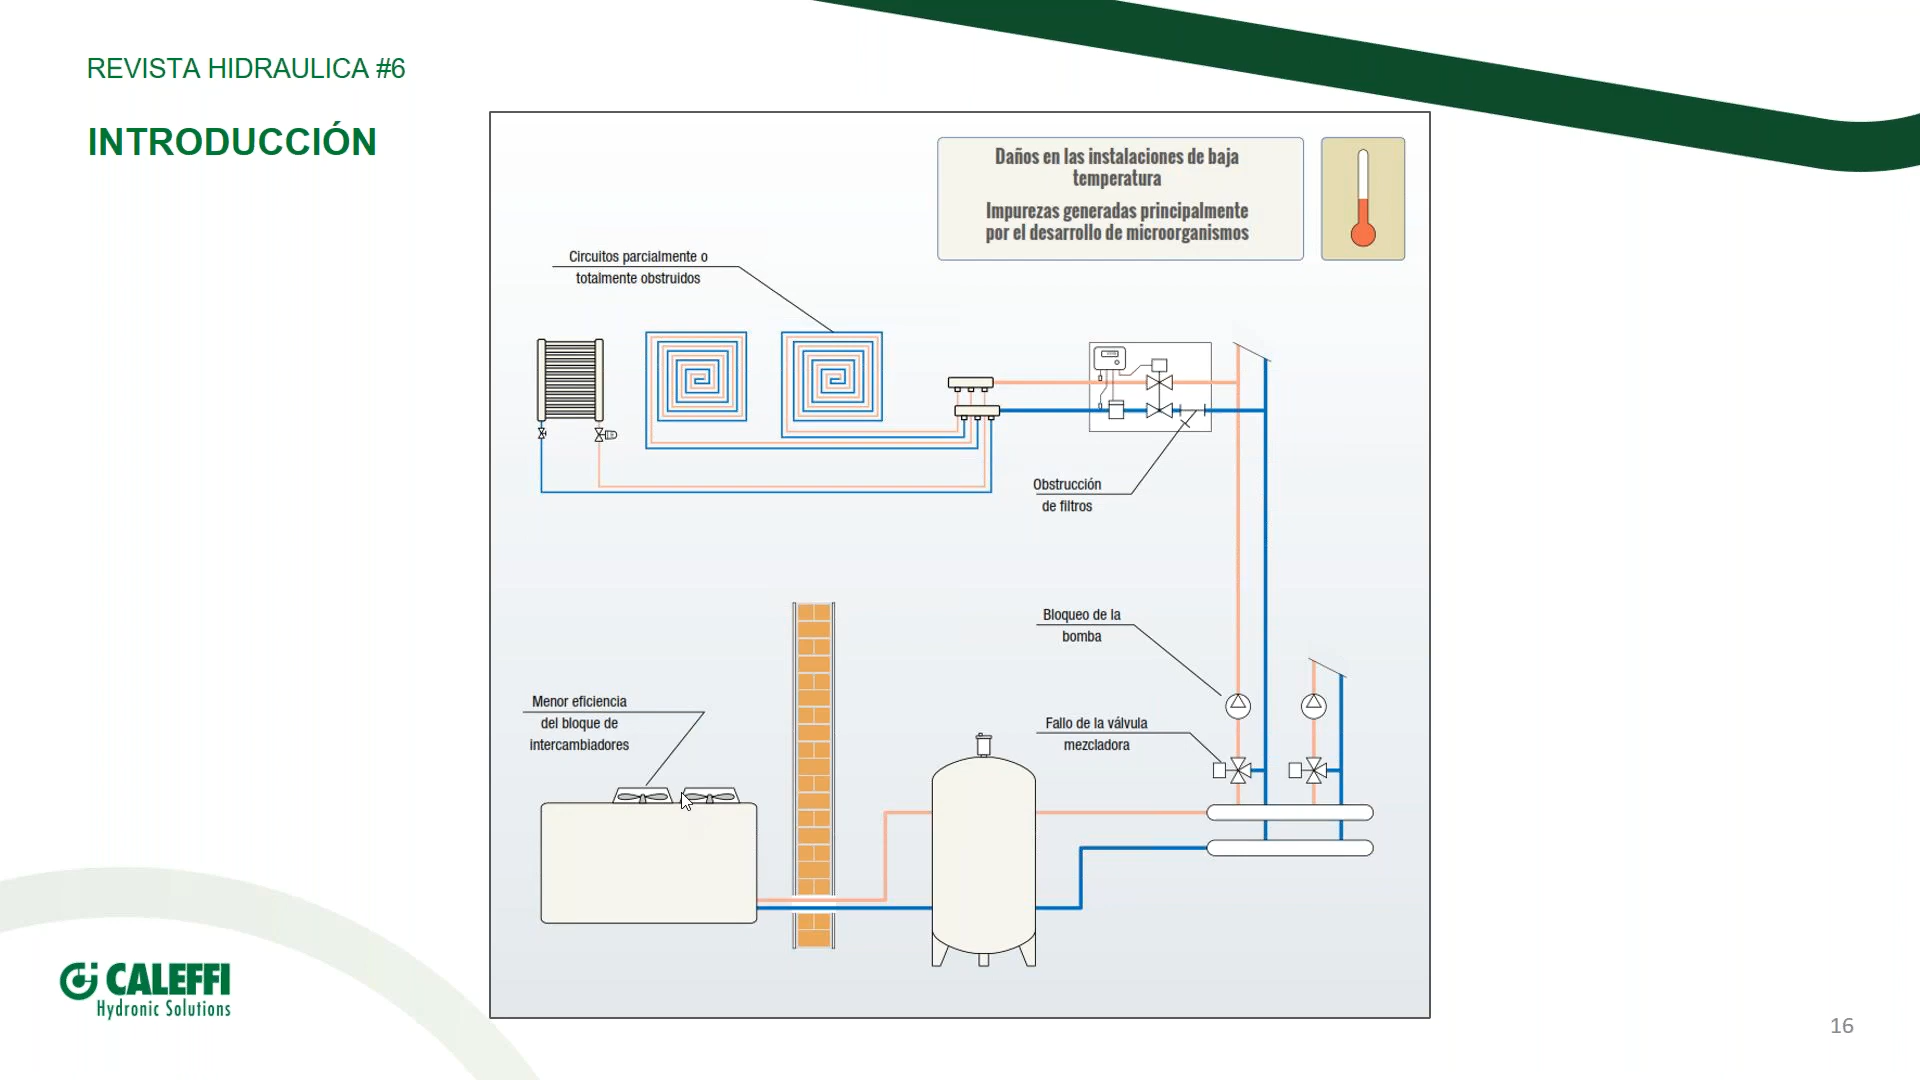 REVISTA HIDRAULICA #6
INTRODUCCIÓN
Daños en las instalaciones de baja
temperatura
Impurezas generadas principalmente
por el desarrollo de microorganismos
Circuitos parcialmente o
totalmente obstruidos
Obstrucción
de filtros
Bloqueo de la
bomba
Menor eficiencia
del bloque de
intercambiadores
Fallo de la válvula
mezcladora
CALEFFI
Hydronic Solutions
16